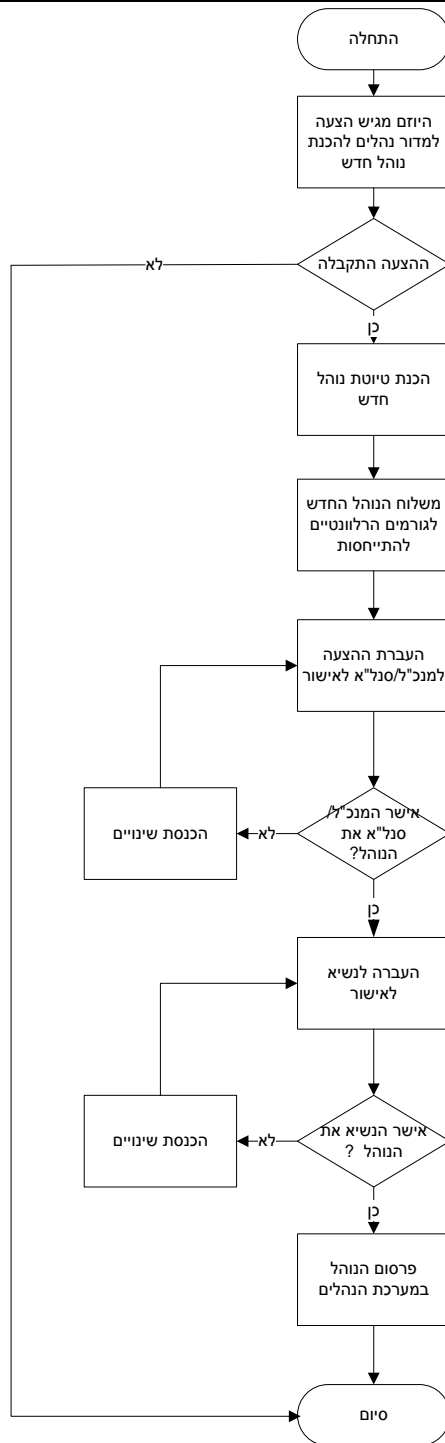 התחלה
היוזם מגיש הצעה
למדור נהלים להכנת
נוהל חדש
ההצעה התקבלה
לא
כן
הכנת טיוטת נוהל
חדש
משלוח הנוהל החדש
לגורמים הרלוונטיים
להתייחסות
העברת ההצעה
למנכ"ל/סנל"א לאישור
אישר המנכ"ל/
סנל"א את
הנוהל?
לא
הכנסת שינויים
כן
העברה לנשיא
לאישור
אישר הנשיא את
הנוהל ?
לא
הכנסת שינויים
כן
פרסום הנוהל
במערכת הנהלים
סיום